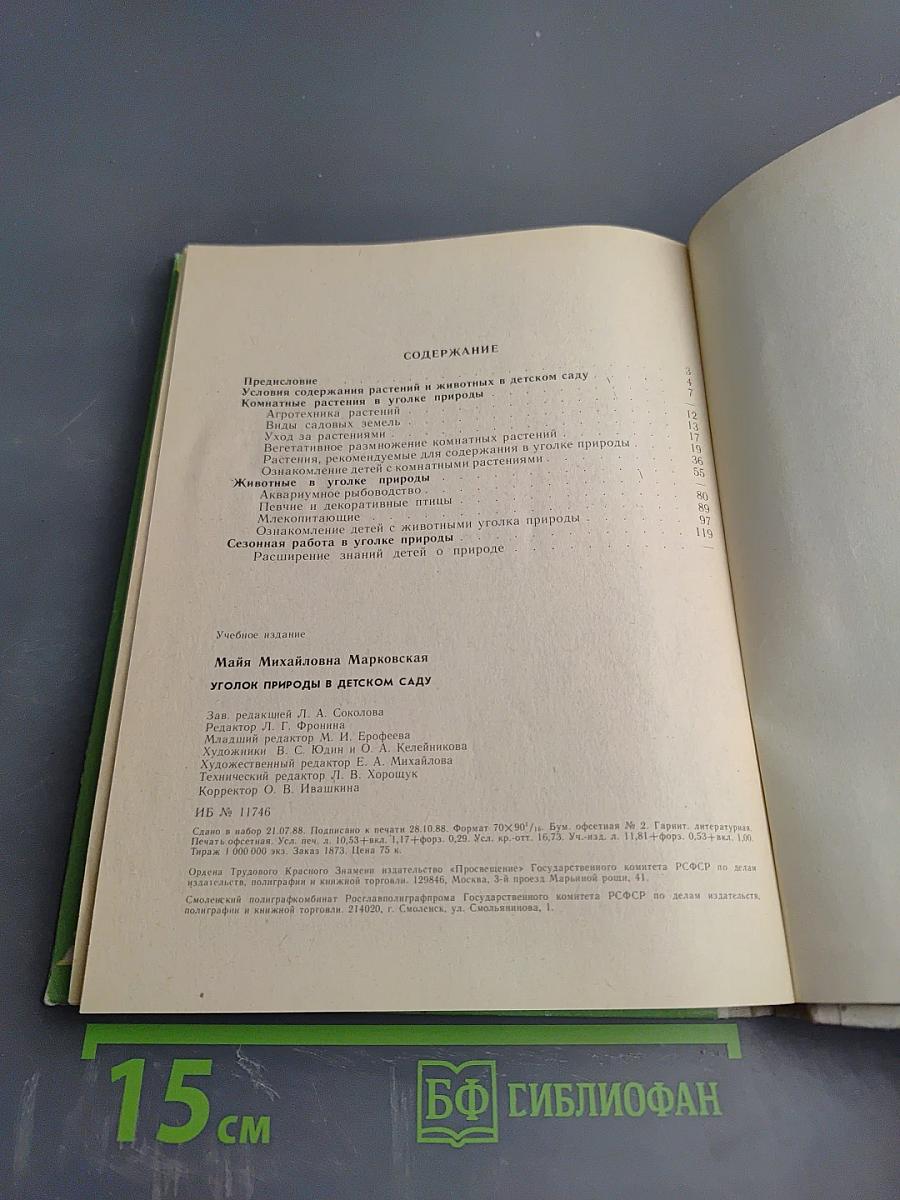 СОДЕРЖАНИЕ
Предисловие . . . 3
Условия содержания растений и животных в детском саду . . . 4
Комнатные растения в уголке природы . . . 7
Агротехника растений . . . —
Виды садовых земель . . . 12
Уход за растениями . . . 13
Вегетативное размножение комнатных растений . . . 17
Растения, рекомендуемые для содержания в уголке природы . . . 19
Ознакомление детей с комнатными растениями . . . 36
Животные в уголке природы . . . 55
Аквариумное рыбоводство . . . —
Певчие и декоративные птицы . . . 80
Млекопитающие . . . 89
Ознакомление детей с животными уголка природы . . . 97
Сезонная работа в уголке природы . . . 119
Расширение знаний детей о природе . . . —
Учебное издание
Майя Михайловна Марковская
УГОЛОК ПРИРОДЫ В ДЕТСКОМ САДУ
Зав. редакцией Л. А. Соколова
Редактор Л. Г. Фронина
Младший редактор М. И. Ерофеева
Художники В. С. Юдин и О. А. Келейникова
Художественный редактор Е. А. Михайлова
Технический редактор Л. В. Хорощук
Корректор О. В. Ивашкина
ИБ № 11746
Сдано в набор 21.07.88. Подписано к печати 28.10.88. Формат 70×90¹/₁₆. Бум. офсетная № 2. Гарнит. литературная.
Печать офсетная. Усл. печ. л. 10,53+вкл. 1,17+форз. 0,29. Усл. кр.-отт. 16,73. Уч.-изд. л. 11,81+форз. 0,53+вкл. 1,00.
Тираж 1 000 000 экз. Заказ 1873. Цена 75 к.
Ордена Трудового Красного Знамени издательство «Просвещение» Государственного комитета РСФСР по делам
издательств, полиграфии и книжной торговли. 129846, Москва, 3-й проезд Марьиной рощи, 41.
Смоленский полиграфкомбинат Росглавполиграфпрома Государственного комитета РСФСР по делам издательств,
полиграфии и книжной торговли. 214020, г. Смоленск, ул. Смольянинова, 1.
15 см
БФ БИБЛИОФАН